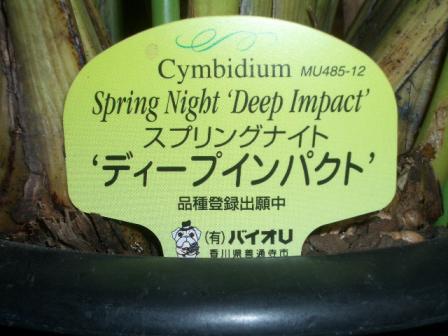 Cymbidium MU485-12
Spring Night 'Deep Impact'
スプリングナイト
'ディープインパクト'
品種登録出願中
(有)バイオU
香川県善通寺市